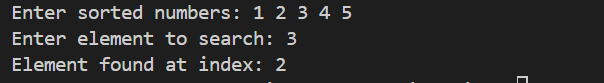 Enter sorted numbers: 1 2 3 4 5
Enter element to search: 3
Element found at index: 2